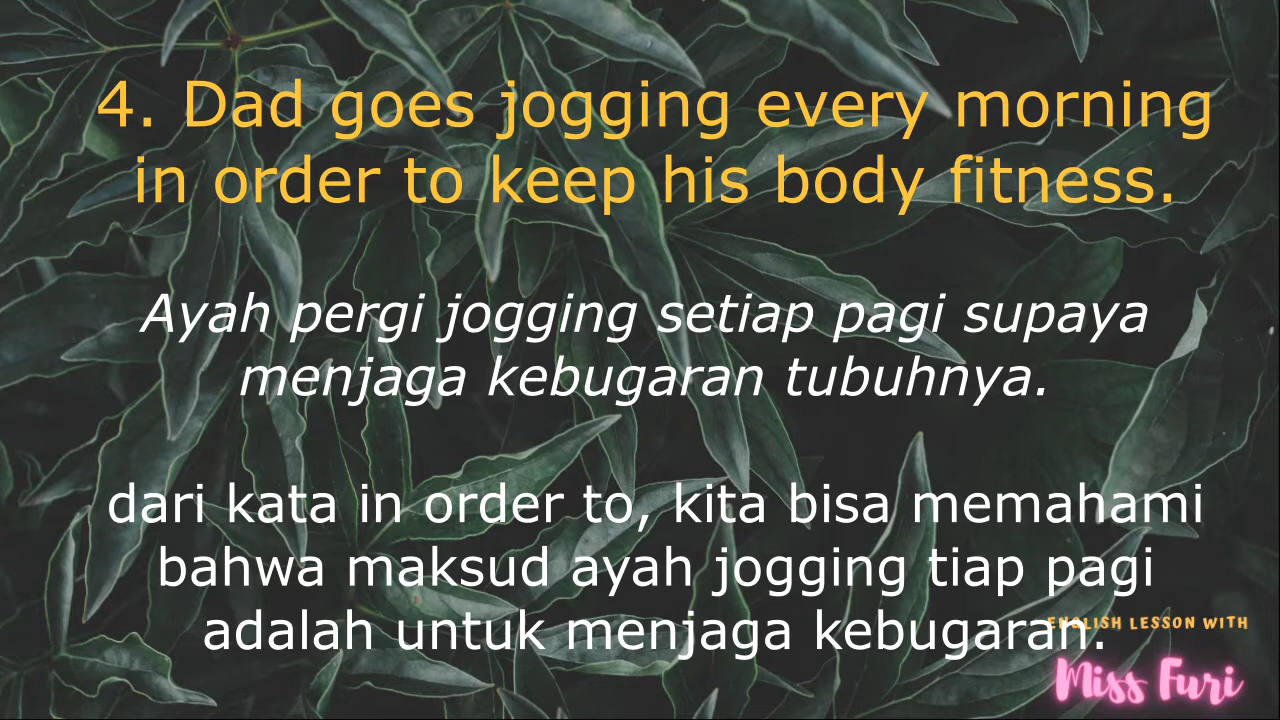 4. Dad goes jogging every morning
in order to keep his body fitness.
Ayah pergi jogging setiap pagi supaya
menjaga kebugaran tubuhnya.
dari kata in order to, kita bisa memahami
bahwa maksud ayah jogging tiap pagi
adalah untuk menjaga kebugaran.
ENGLISH LESSON WITH
Miss Furi